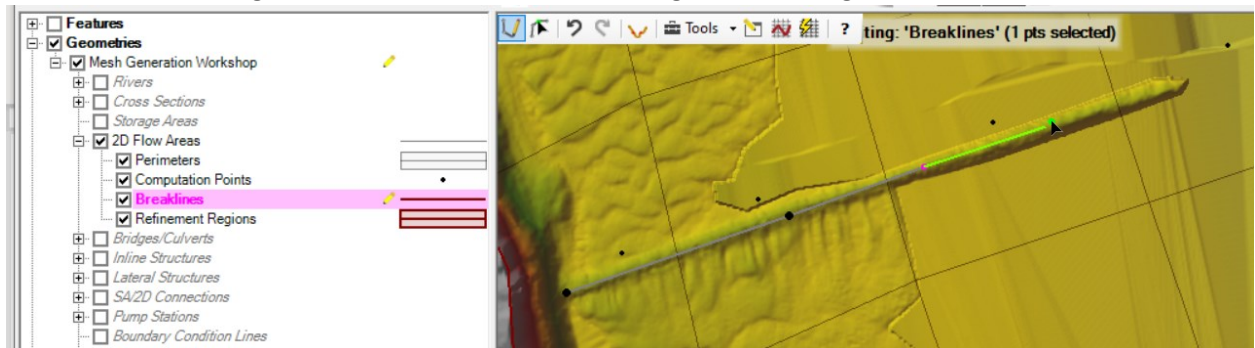 Features
Geometries
Mesh Generation Workshop
Rivers
Cross Sections
Storage Areas
2D Flow Areas
Perimeters
Computation Points
Breaklines
Refinement Regions
Bridges/Culverts
Inline Structures
Lateral Structures
SA/2D Connections
Pump Stations
Boundary Condition Lines
Tools ? ting: 'Breaklines' (1 pts selected)